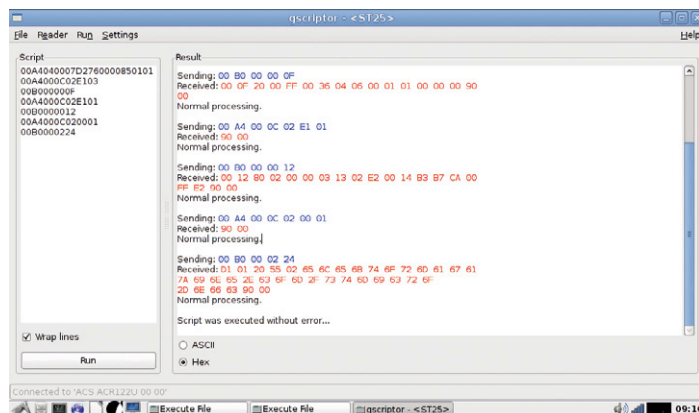 gscriptor - <ST25>
File Reader Run Settings
Help
Script
00A4040007D2760000850101
00A4000C02E103
00B000000F
00A4000C02E101
00B0000012
00A4000C020001
00B0000224
Wrap lines
Run
Result
Sending: 00 B0 00 00 0F
Received: 00 0F 20 00 FF 00 36 04 06 00 01 01 00 00 00 90
00
Normal processing.
Sending: 00 A4 00 0C 02 E1 01
Received: 90 00
Normal processing.
Sending: 00 B0 00 00 12
Received: 00 12 80 02 00 00 03 13 02 E2 00 14 B3 B7 CA 00
FF E2 90 00
Normal processing.
Sending: 00 A4 00 0C 02 00 01
Received: 90 00
Normal processing.
Sending: 00 B0 00 02 24
Received: D1 01 20 55 02 65 6C 65 6B 74 6F 72 6D 61 67 61
7A 69 6E 65 2E 63 6F 6D 2F 73 74 6D 69 63 72 6F
2D 6E 66 63 90 00
Normal processing.
Script was executed without error...
ASCII
Hex
Connected to 'ACS ACR122U 00 00'
Execute File
Execute File
gscriptor - <ST25>